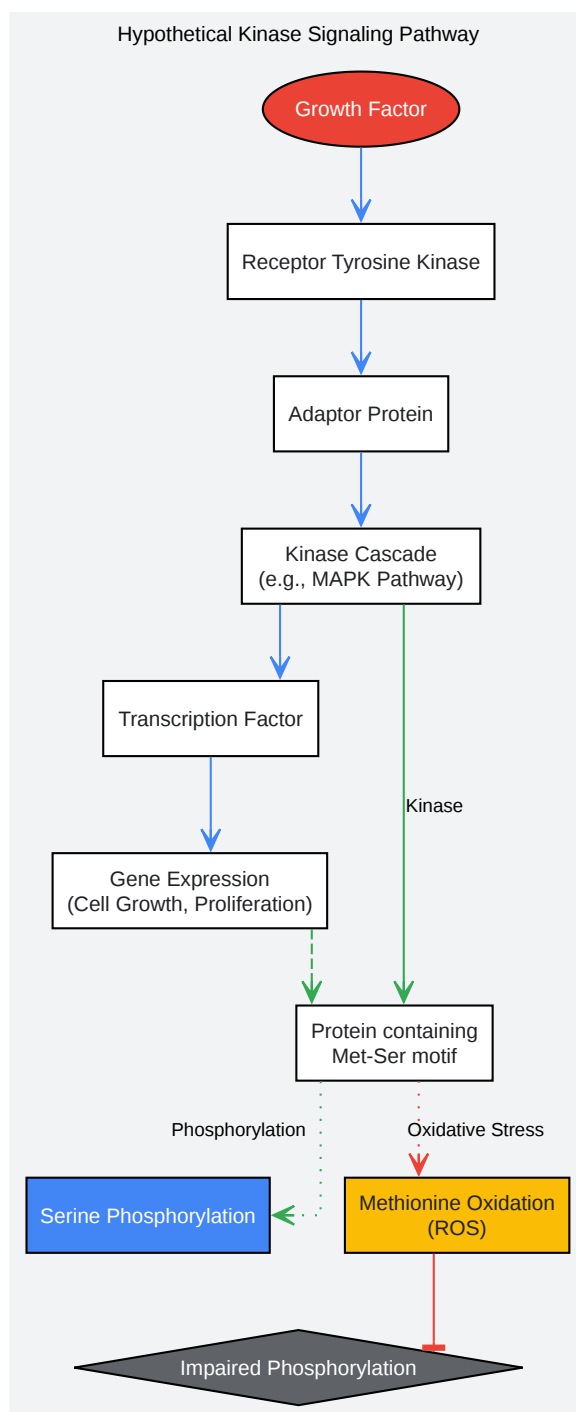 Hypothetical Kinase Signaling Pathway
Growth Factor
Receptor Tyrosine Kinase
Adaptor Protein
Kinase Cascade
(e.g., MAPK Pathway)
Transcription Factor
Kinase
Gene Expression
(Cell Growth, Proliferation)
Protein containing
Met-Ser motif
Phosphorylation
Oxidative Stress
Serine Phosphorylation
Methionine Oxidation
(ROS)
Impaired Phosphorylation